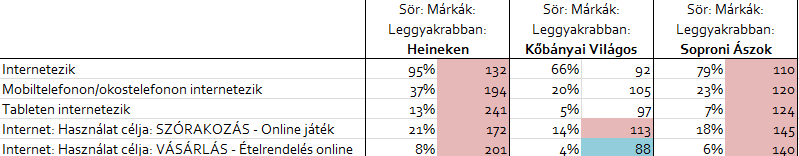 Sör: Márkák: Sör: Márkák: Sör: Márkák:
Leggyakrabban: Leggyakrabban: Leggyakrabban:
Heineken Kőbányai Világos Soproni Ászok
Internetezik 95% 132 66% 92 79% 110
Mobiltelefonon/okostelefonon internetezik 37% 194 20% 105 23% 120
Tableten internetezik 13% 241 5% 97 7% 124
Internet: Használat célja: SZÓRAKOZÁS - Online játék 21% 172 14% 113 18% 145
Internet: Használat célja: VÁSÁRLÁS - Ételrendelés online 8% 201 4% 88 6% 140